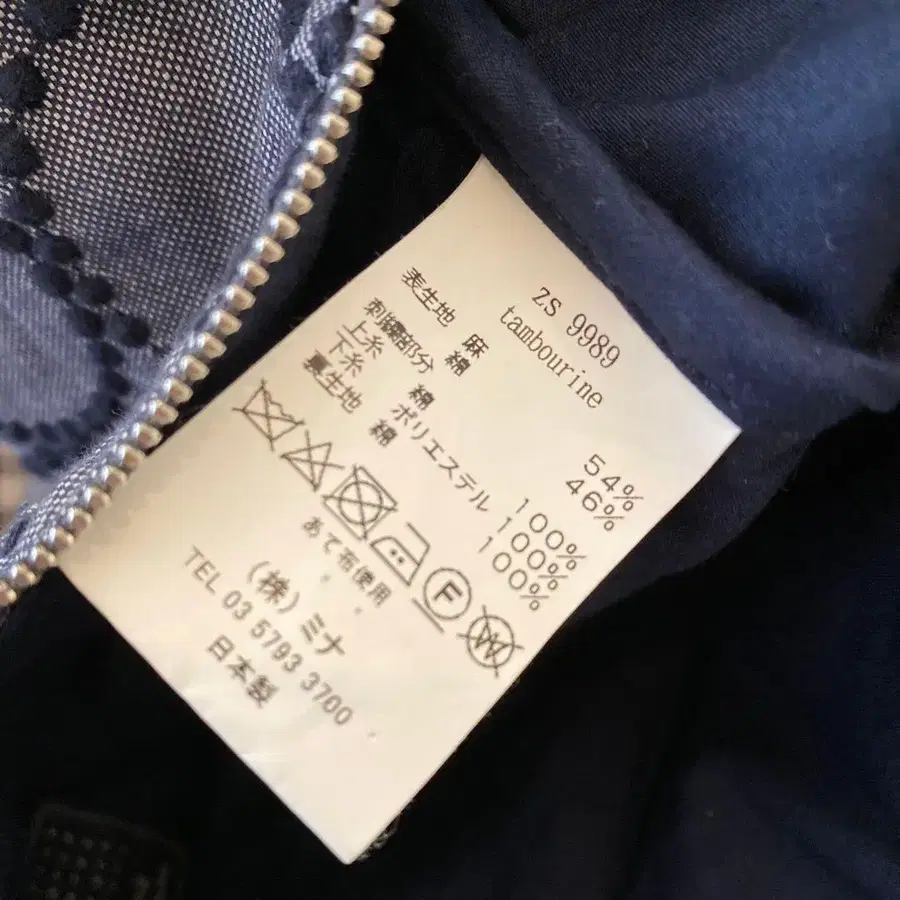 ZS 9989
tambourine
表生地 麻 54%
綿 46%
刺繍部分
上糸 綿 100%
下糸 ポリエステル 100%
裏生地 綿 100%
F W
あて布使用
(株)ミナ
TEL 03 5793 3700
日本製